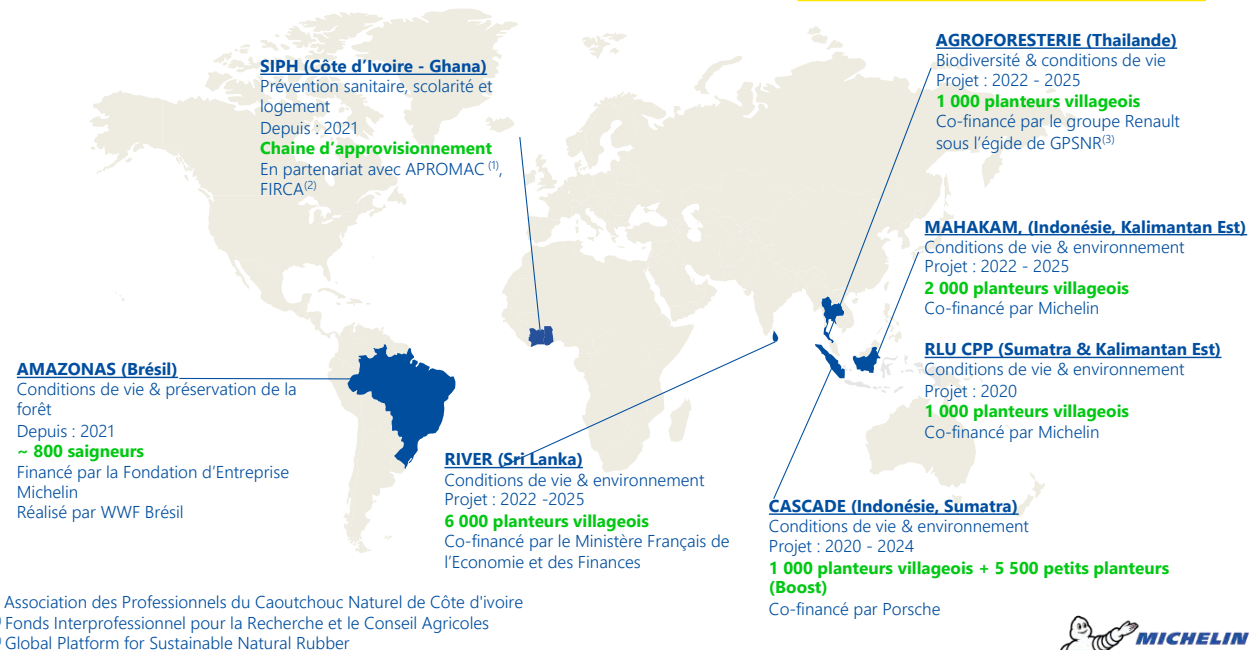 SIPH (Côte d'Ivoire - Ghana)
Prévention sanitaire, scolarité et
logement
Depuis : 2021
Chaine d'approvisionnement
En partenariat avec APROMAC (1),
FIRCA(2)
AGROFORESTERIE (Thailande)
Biodiversité & conditions de vie
Projet : 2022 - 2025
1 000 planteurs villageois
Co-financé par le groupe Renault
sous l'égide de GPSNR(3)
MAHAKAM, (Indonésie, Kalimantan Est)
Conditions de vie & environnement
Projet : 2022 - 2025
2 000 planteurs villageois
Co-financé par Michelin
RLU CPP (Sumatra & Kalimantan Est)
Conditions de vie & environnement
Projet : 2020
1 000 planteurs villageois
Co-financé par Michelin
AMAZONAS (Brésil)
Conditions de vie & préservation de la
forêt
Depuis : 2021
~ 800 saigneurs
Financé par la Fondation d'Entreprise
Michelin
Réalisé par WWF Brésil
RIVER (Sri Lanka)
Conditions de vie & environnement
Projet : 2022 -2025
6 000 planteurs villageois
Co-financé par le Ministère Français de
l'Economie et des Finances
CASCADE (Indonésie, Sumatra)
Conditions de vie & environnement
Projet : 2020 - 2024
1 000 planteurs villageois + 5 500 petits planteurs
(Boost)
Co-financé par Porsche
Association des Professionnels du Caoutchouc Naturel de Côte d'ivoire
Fonds Interprofessionnel pour la Recherche et le Conseil Agricoles
Global Platform for Sustainable Natural Rubber
MICHELIN